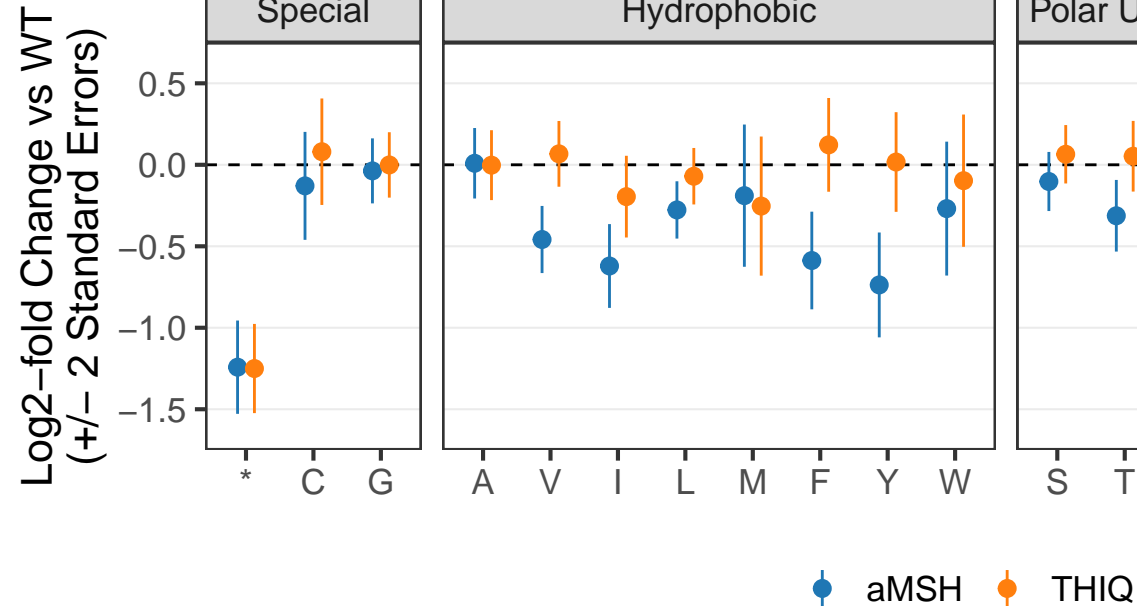 Special
Hydrophobic
Polar U
Log2−fold Change vs WT
(+/− 2 Standard Errors)
0.5
0.0
−0.5
−1.0
−1.5
* C G
A V I L M F Y W
S T
aMSH THIQ